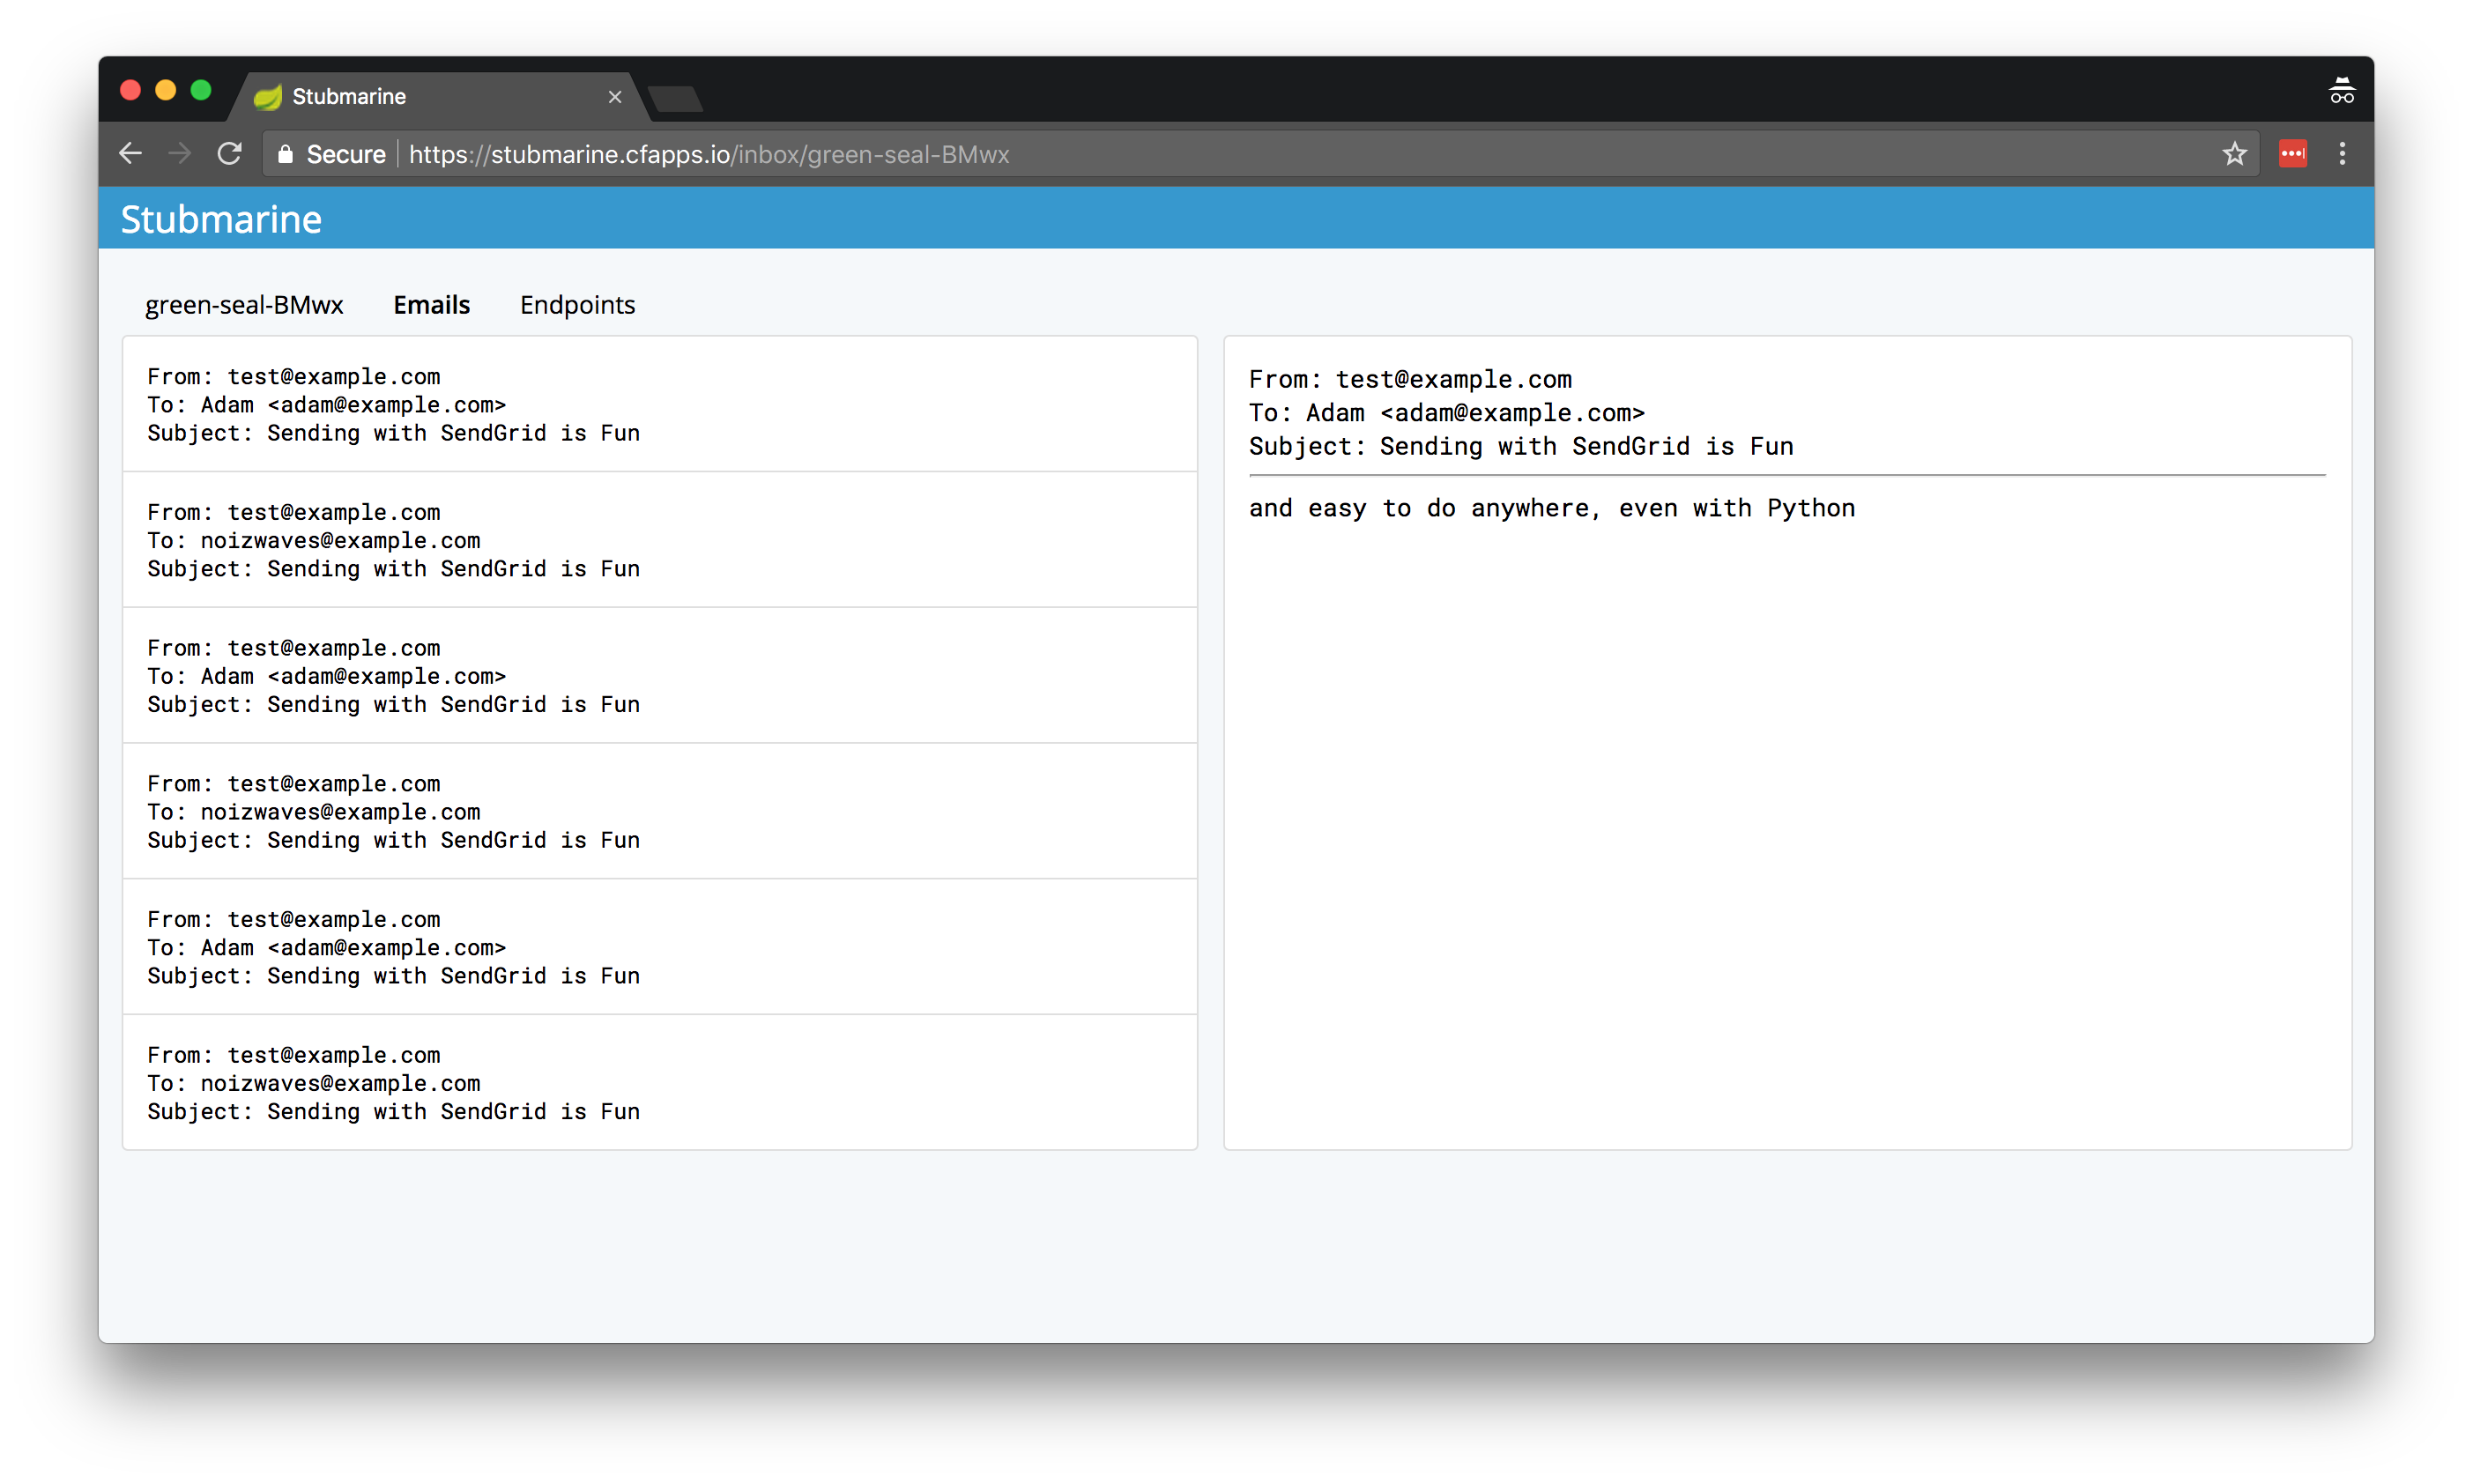 Stubmarine
Secure https://stubmarine.cfapps.io/inbox/green-seal-BMwx
Stubmarine
green-seal-BMwx Emails Endpoints
From: test@example.com
To: Adam <adam@example.com>
Subject: Sending with SendGrid is Fun
From: test@example.com
To: noizwaves@example.com
Subject: Sending with SendGrid is Fun
From: test@example.com
To: Adam <adam@example.com>
Subject: Sending with SendGrid is Fun
From: test@example.com
To: noizwaves@example.com
Subject: Sending with SendGrid is Fun
From: test@example.com
To: Adam <adam@example.com>
Subject: Sending with SendGrid is Fun
From: test@example.com
To: noizwaves@example.com
Subject: Sending with SendGrid is Fun
From: test@example.com
To: Adam <adam@example.com>
Subject: Sending with SendGrid is Fun
and easy to do anywhere, even with Python